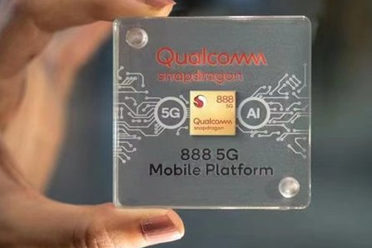 Qualcomm
snapdragon
5G
888
5G
Qualcomm
snapdragon
AI
888 5G
Mobile Platform